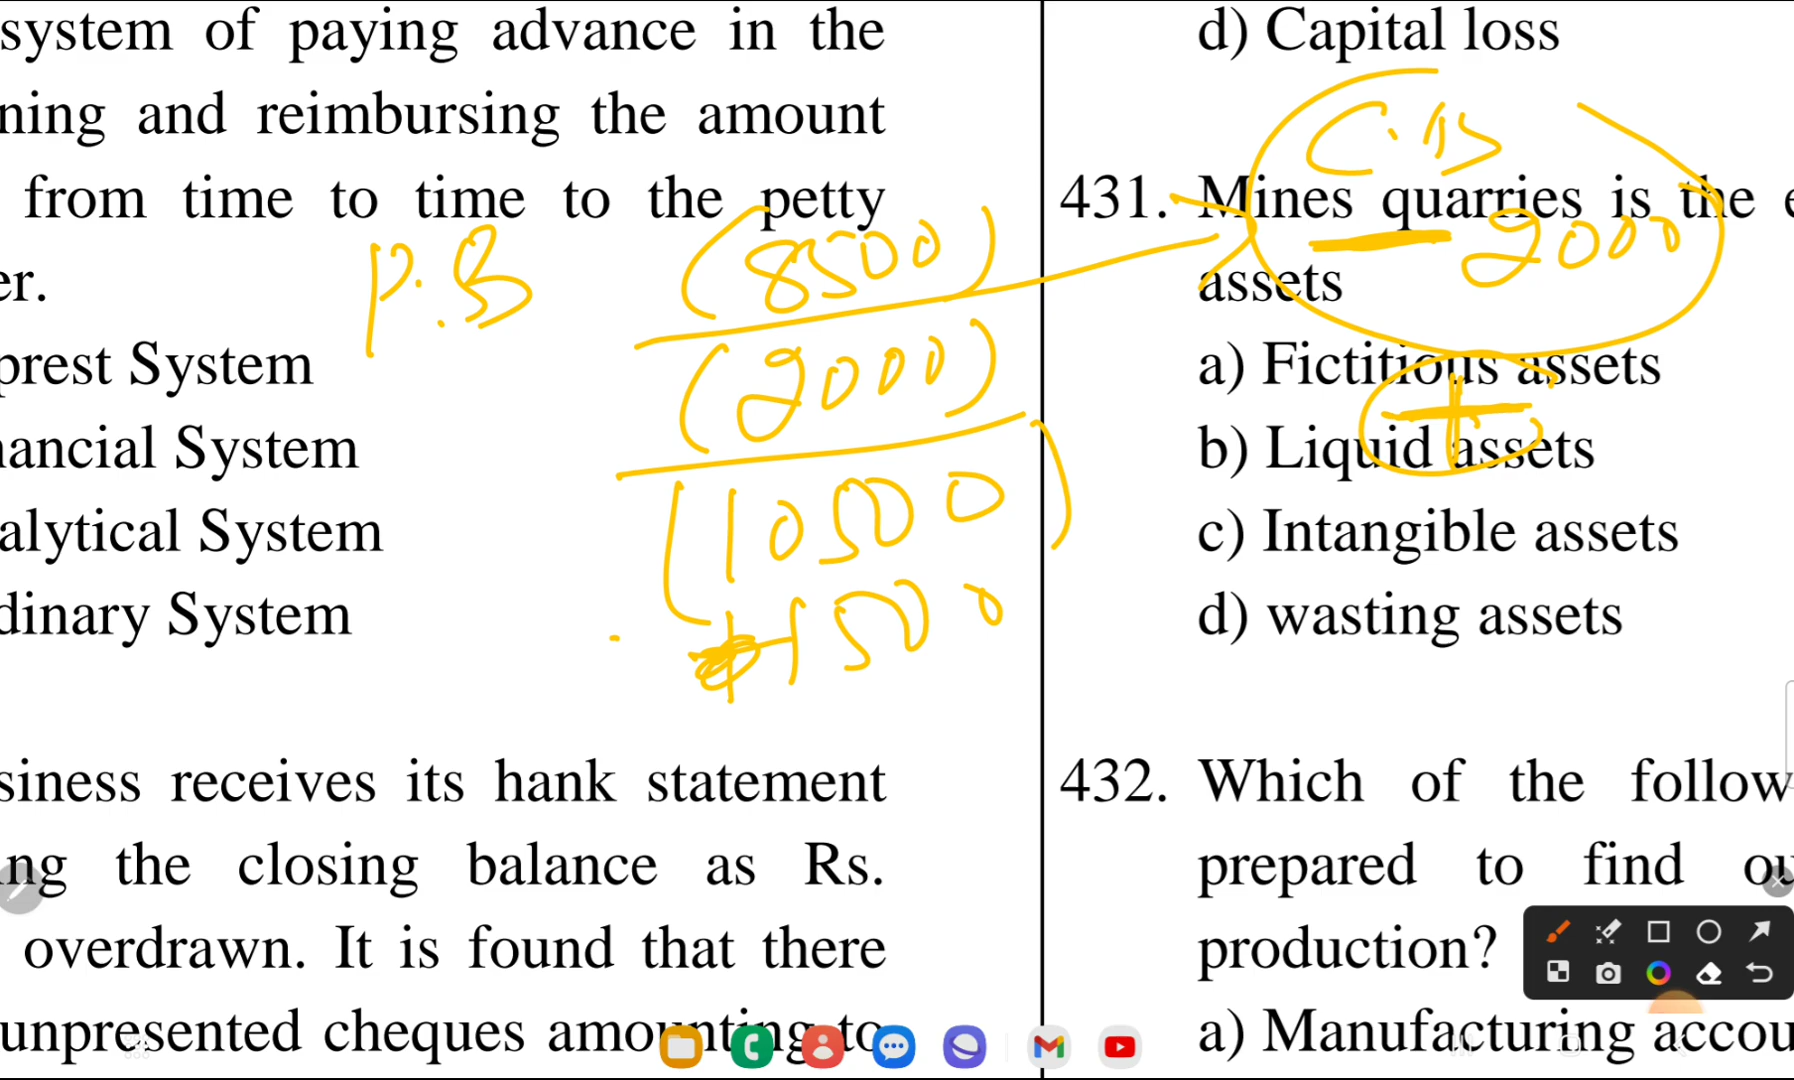 system of paying advance in the
ning and reimbursing the amount
from time to time to the petty
er.
prest System
nancial System
alytical System
dinary System
P.B
(8500)
(2000)
(10500)
1500
siness receives its hank statement
ng the closing balance as Rs.
overdrawn. It is found that there
unpresented cheques amounting to
d) Capital loss
2000
431. Mines quarries is the e
assets
a) Fictitious assets
b) Liquid assets
c) Intangible assets
d) wasting assets
+
432. Which of the follow
prepared to find ou
production?
a) Manufacturing accou